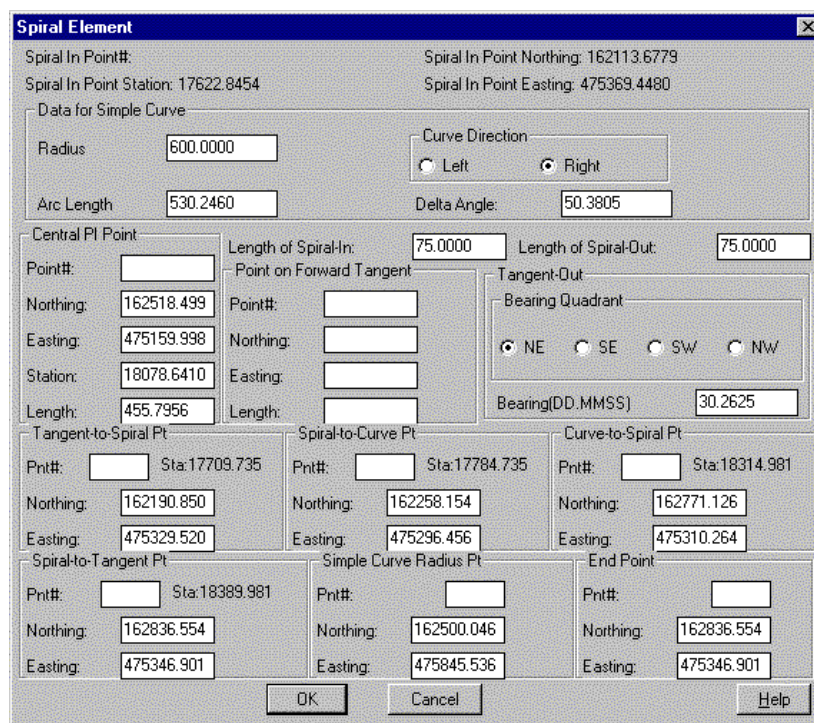 Spiral Element
Spiral In Point#: Spiral In Point Northing: 162113.6779
Spiral In Point Station: 17622.8454 Spiral In Point Easting: 475369.4480
Data for Simple Curve
Radius 600.0000
Curve Direction
Left Right
Arc Length 530.2460 Delta Angle: 50.3805
Central PI Point
Point#:
Northing: 162518.499
Easting: 475159.998
Station: 18078.6410
Length: 455.7956
Length of Spiral-In: 75.0000 Length of Spiral-Out: 75.0000
Point on Forward Tangent
Point#:
Northing:
Easting:
Length:
Tangent-Out
Bearing Quadrant
NE SE SW NW
Bearing(DD.MMSS) 30.2625
Tangent-to-Spiral Pt
Pnt#: Sta:17709.735
Northing: 162190.850
Easting: 475329.520
Spiral-to-Curve Pt
Pnt#: Sta:17784.735
Northing: 162258.154
Easting: 475296.456
Curve-to-Spiral Pt
Pnt#: Sta:18314.981
Northing: 162771.126
Easting: 475310.264
Spiral-to-Tangent Pt
Pnt#: Sta:18389.981
Northing: 162836.554
Easting: 475346.901
Simple Curve Radius Pt
Pnt#:
Northing: 162500.046
Easting: 475845.536
End Point
Pnt#:
Northing: 162836.554
Easting: 475346.901
OK Cancel Help